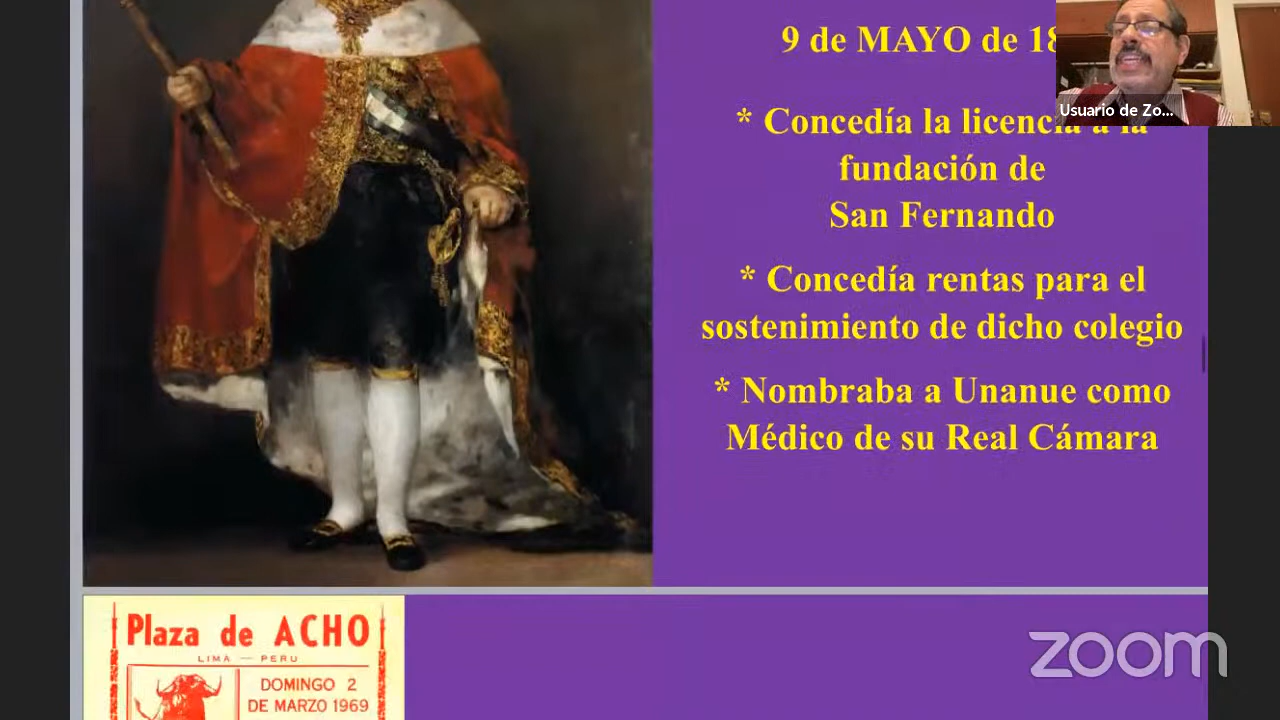 9 de MAYO de 18
* Concedía la licencia a la
fundación de
San Fernando
* Concedía rentas para el
sostenimiento de dicho colegio
* Nombraba a Unanue como
Médico de su Real Cámara
Usuario de Zo...
Plaza de ACHO
LIMA — PERU
DOMINGO 2
DE MARZO 1969
zoom